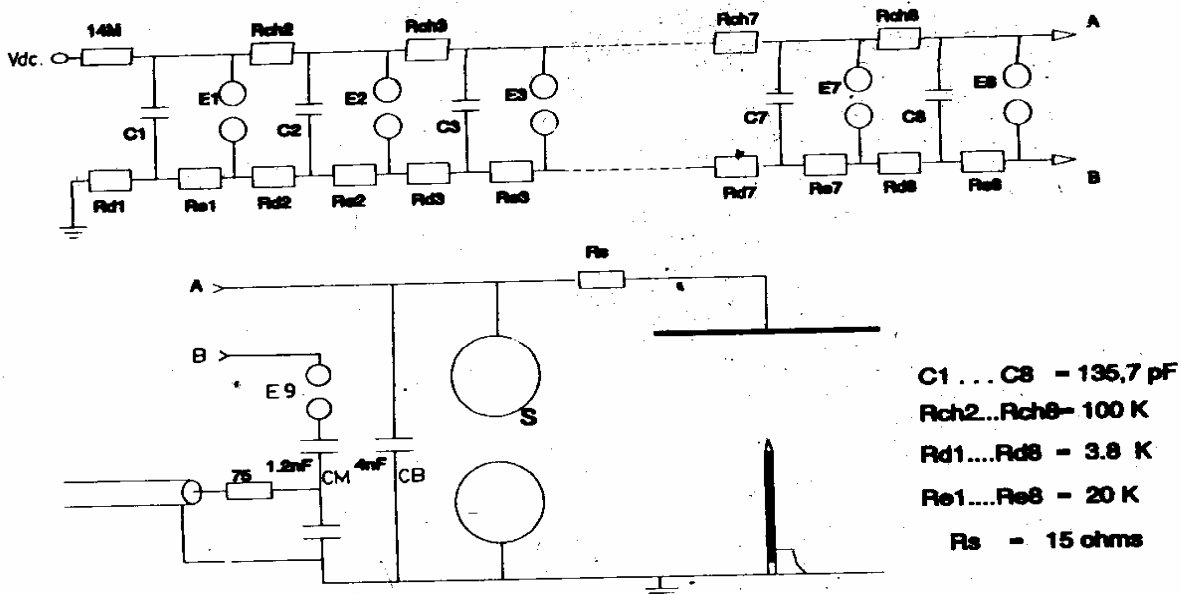 14M Rch2 Rch3 Rch7 Rch8 A
Vdc.
E1 E2 E3 E7 E8
C1 C2 C3 C7 C8
Rd1 Re1 Rd2 Re2 Rd3 Re3 Rd7 Re7 Rd8 Re8 B
Rs
A
B
E9
S
75 1.2nF CM 4nF CB
C1 . . . C8 = 135,7 pF
Rch2...Rch8= 100 K
Rd1....Rd8 = 3.8 K
Re1....Re8 = 20 K
Rs = 15 ohms